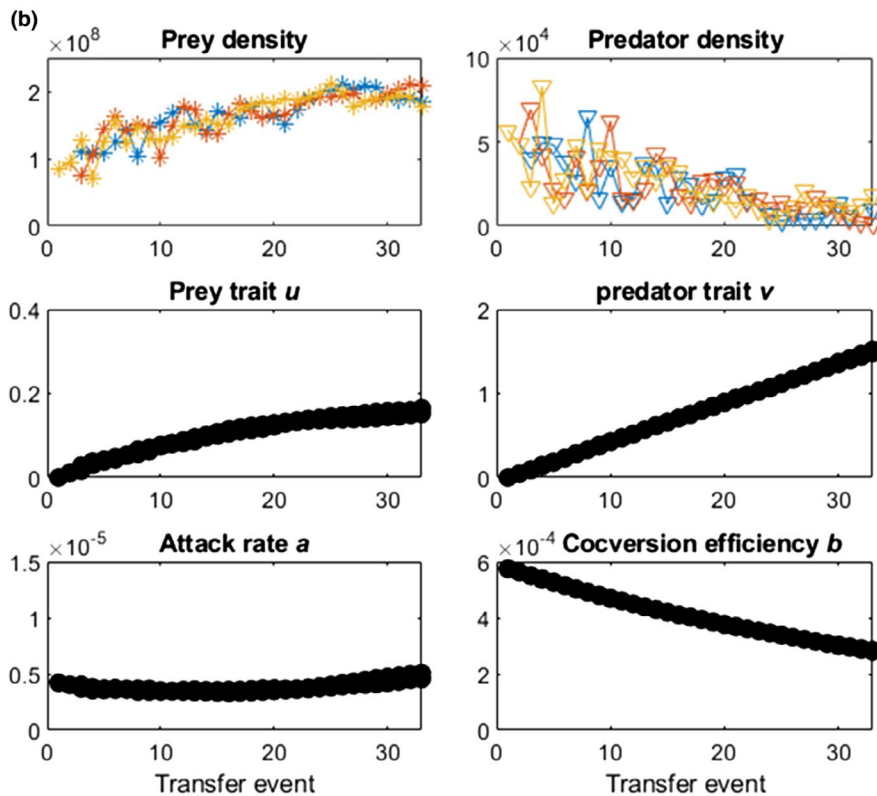 (b)
Prey density
× 10^8
2
1
0
0 10 20 30
Predator density
10 × 10^4
5
0
0 10 20 30
Prey trait u
0.4
0.2
0
0 10 20 30
predator trait v
2
1
0
0 10 20 30
Attack rate a
1.5 ×10^-5
1
0.5
0
0 10 20 30
Transfer event
Cocversion efficiency b
6 ×10^-4
4
2
0
0 10 20 30
Transfer event